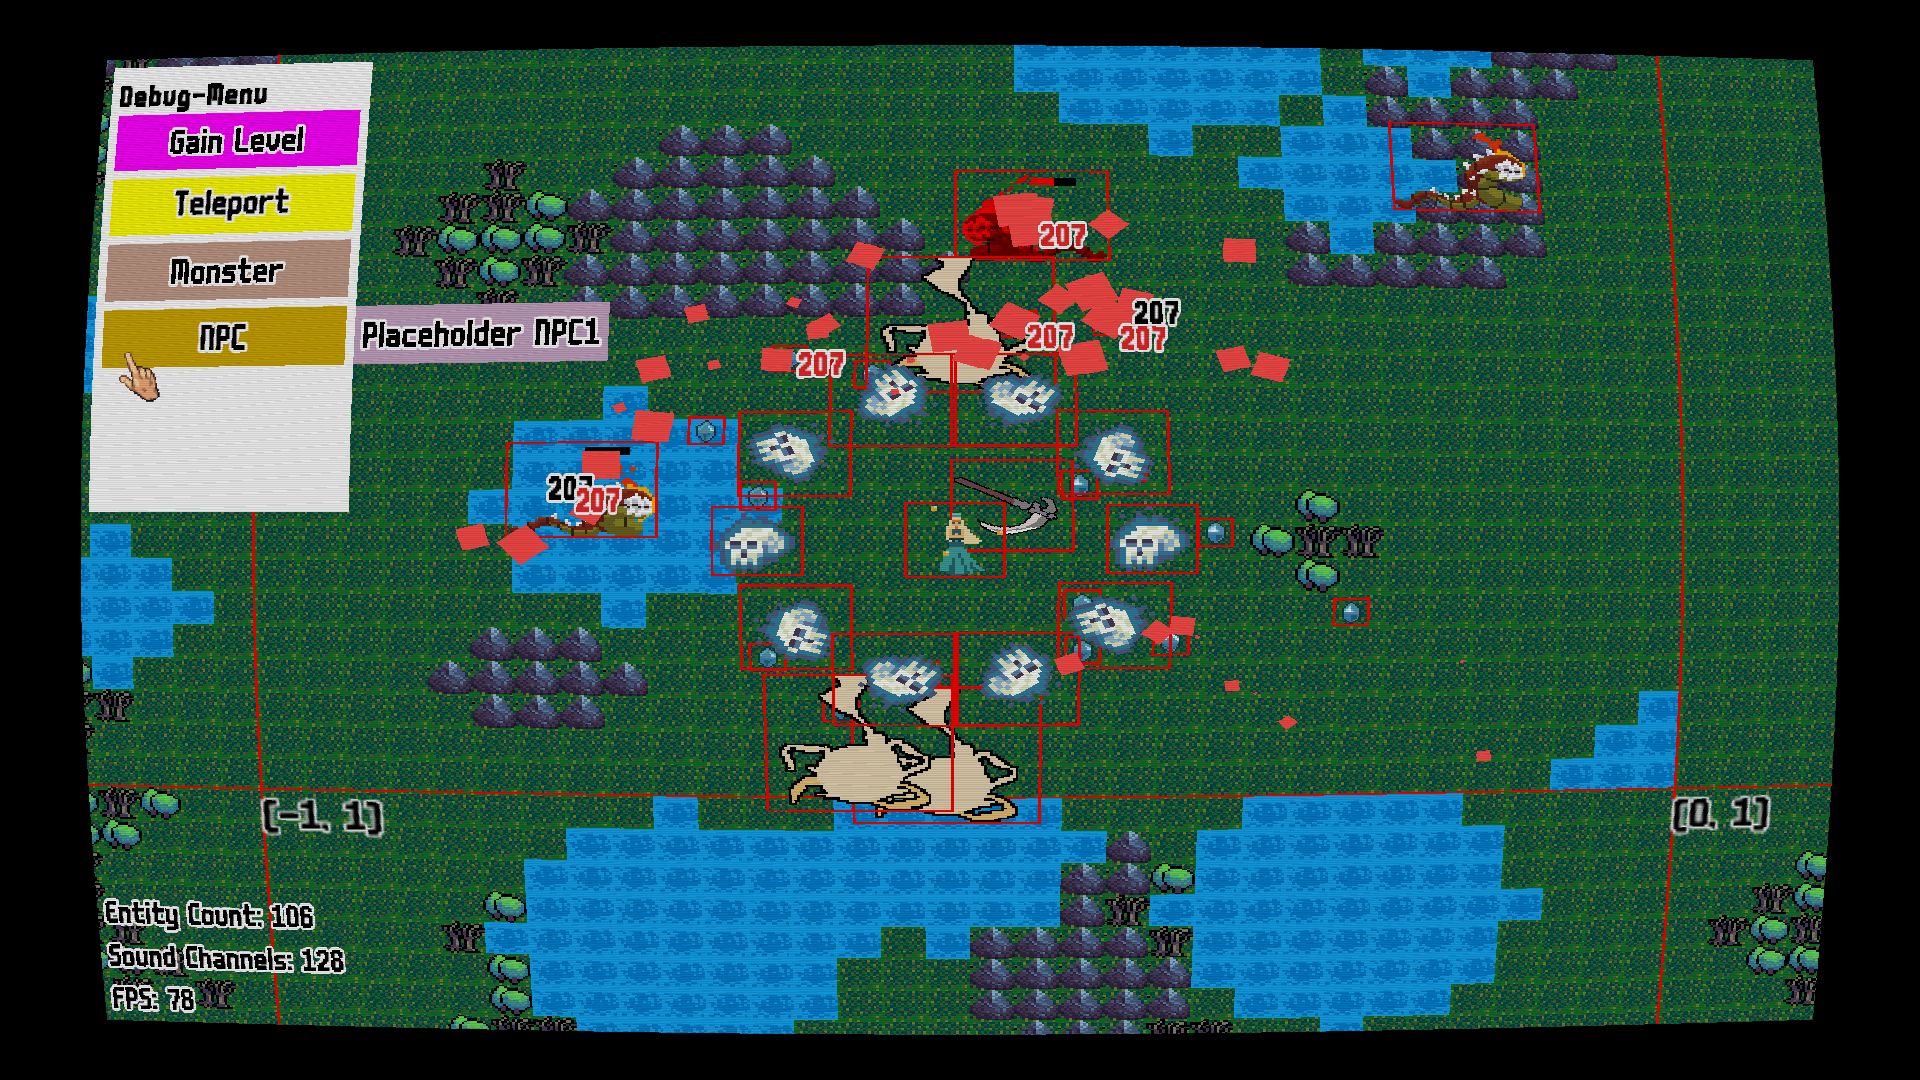 Debug-Menu
Gain Level
Teleport
Monster
NPC
Placeholder NPC1
207
207
207
207
207
207
207
(-1, 1)
(0, 1)
Entity Count: 106
Sound Channels: 128
FPS: 78